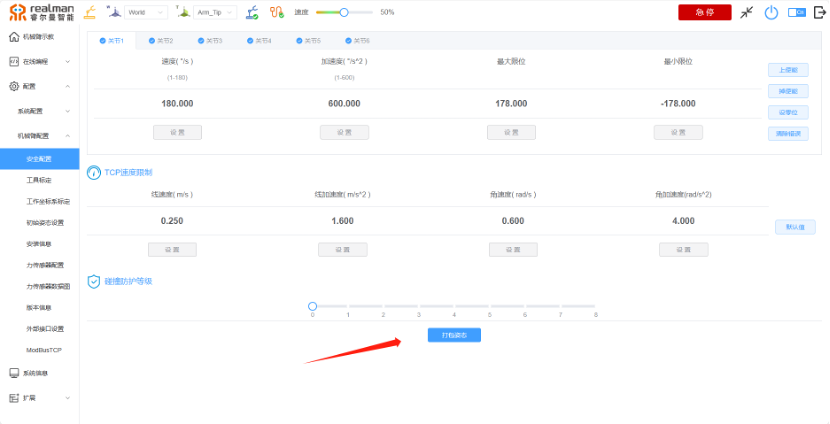 realman
睿尔曼智能
World
Arm_Tip
速度
50%
急停
机械臂示教
在线编程
配置
系统配置
机械臂配置
安全配置
工具标定
工作坐标系标定
初始姿态设置
安装信息
力传感器配置
力传感器数据图
版本信息
外部接口设置
ModBusTCP
系统信息
扩展
关节1 关节2 关节3 关节4 关节5 关节6
速度( °/s ) 加速度( °/s^2 ) 最大限位 最小限位
(1-180) (1-600)
180.000 600.000 178.000 -178.000
设置 设置 设置 设置
上使能
掉使能
设零位
清除错误
TCP速度限制
线速度( m/s ) 线加速度( m/s^2 ) 角速度( rad/s ) 角加速度(rad/s^2)
0.250 1.600 0.600 4.000
设置 设置 设置 设置
默认值
碰撞防护等级
0 1 2 3 4 5 6 7 8
打包姿态